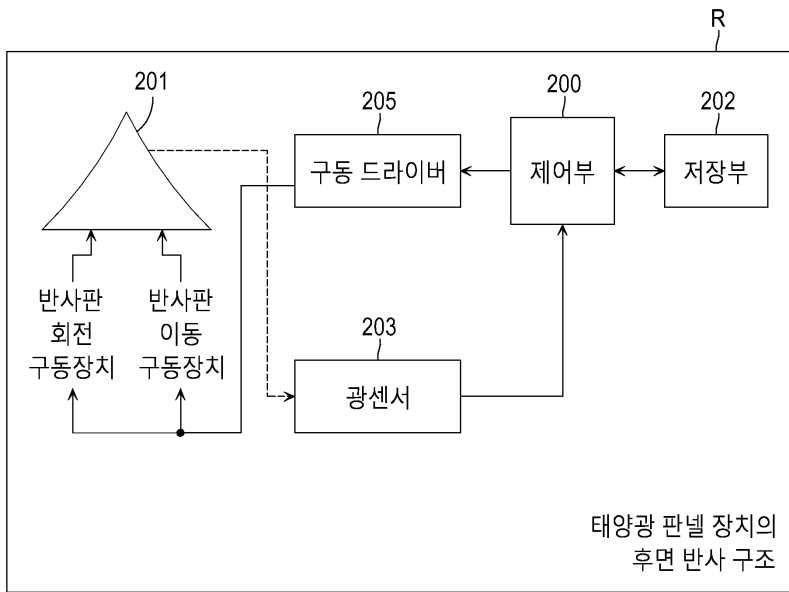 R
201
205
200
202
구동 드라이버
제어부
저장부
반사판
회전
구동장치
반사판
이동
구동장치
203
광센서
태양광 판넬 장치의
후면 반사 구조